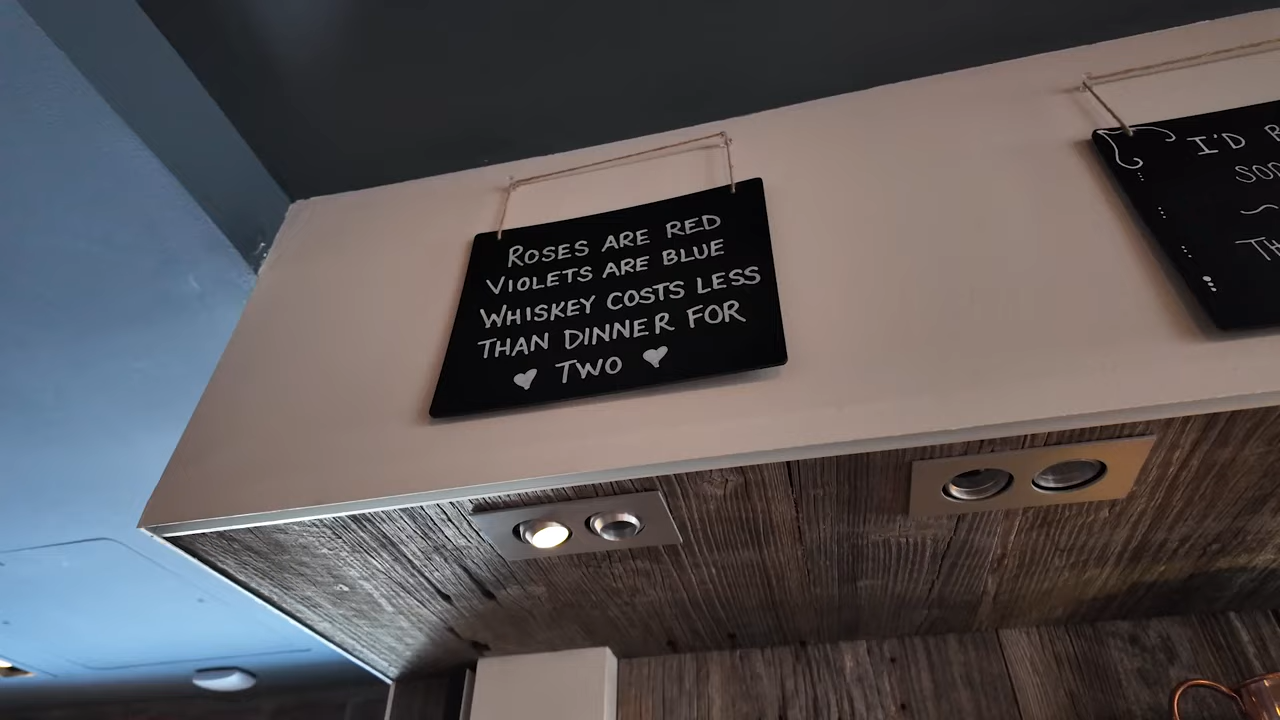 ROSES ARE RED
VIOLETS ARE BLUE
WHISKEY COSTS LESS
THAN DINNER FOR
♥ TWO ♥
I'D